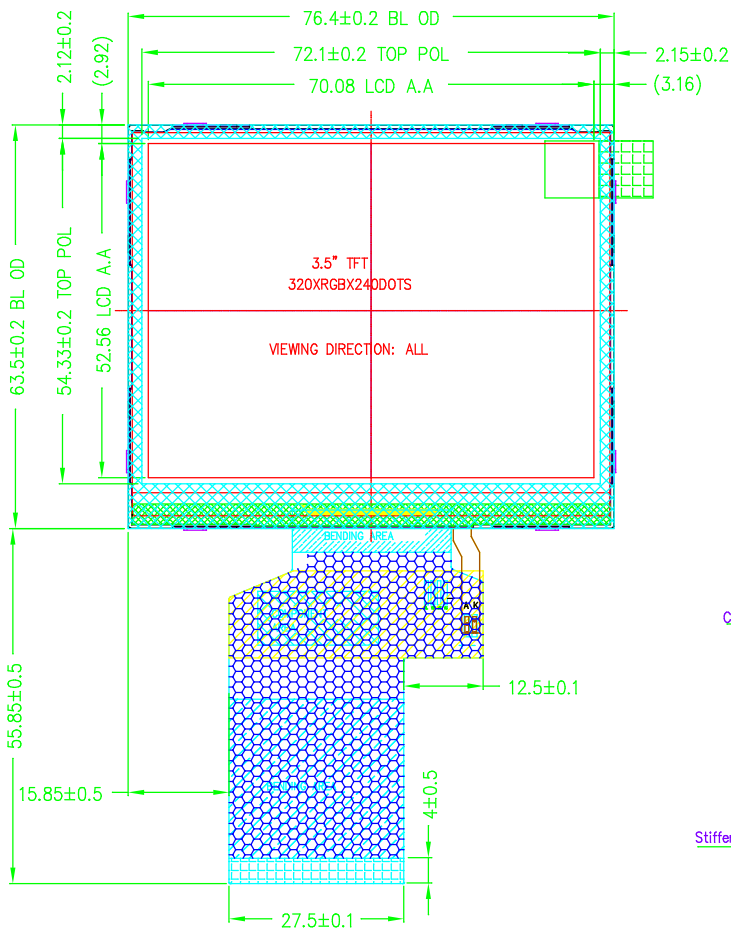 76.4±0.2 BL OD
72.1±0.2 TOP POL
2.15±0.2
70.08 LCD A.A
(3.16)
2.12±0.2
(2.92)
63.5±0.2 BL OD
54.33±0.2 TOP POL
52.56 LCD A.A
3.5" TFT
320XRGBX240DOTS
VIEWING DIRECTION: ALL
BENDING AREA
A K
C
12.5±0.1
55.85±0.5
15.85±0.5
4±0.5
Stiffe
27.5±0.1